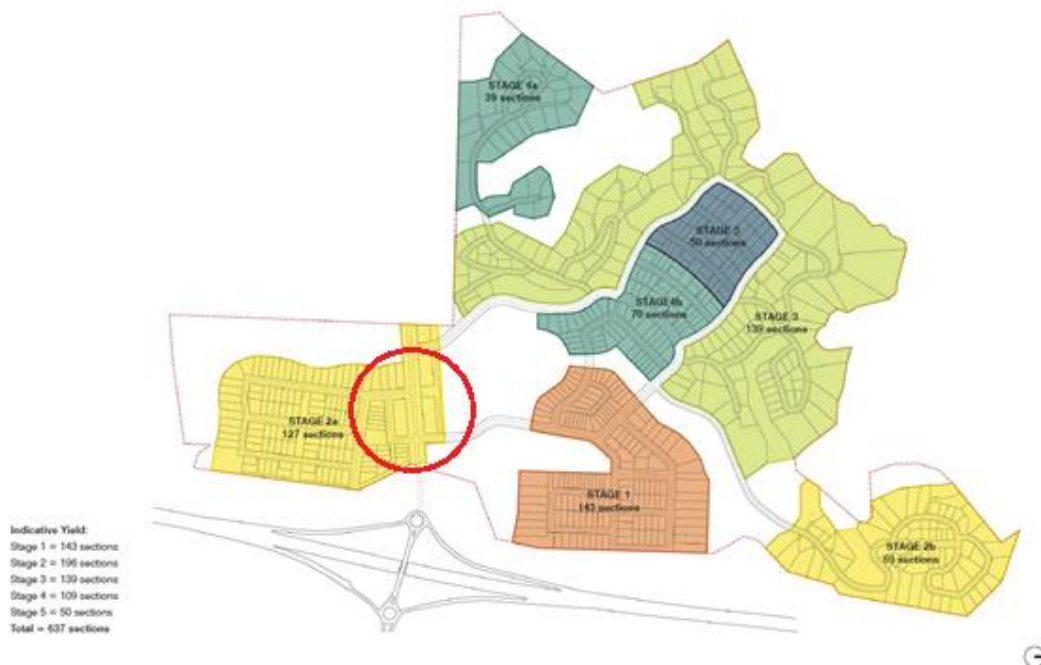 STAGE 4a
39 sections
STAGE 5
50 sections
STAGE 4b
70 sections
STAGE 3
139 sections
STAGE 2a
127 sections
STAGE 1
143 sections
STAGE 2b
69 sections
Indicative Yield:
Stage 1 = 143 sections
Stage 2 = 196 sections
Stage 3 = 139 sections
Stage 4 = 109 sections
Stage 5 = 50 sections
Total = 637 sections